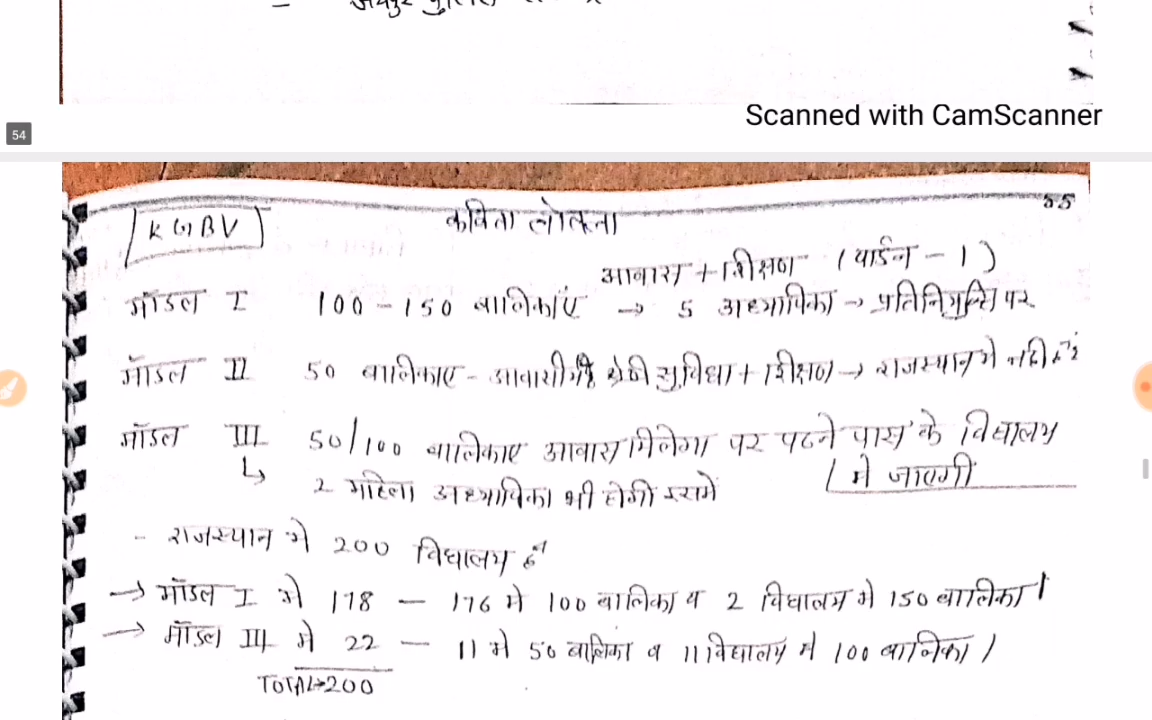 Scanned with CamScanner
54
55
KGBV
कविता
आवास + शिक्षण (वार्डन - 1)
मॉडल I 100 - 150 बालिकाएं → 5 अध्यापिका → प्रतिनियुक्ति पर
मॉडल II 50 बालिकाए - सुविधा + शिक्षण → राजस्थान मे नही है
मॉडल III 50/100 बालिकाए आवास मिलेगा पर पढने पास के विद्यालय
मे जाएगी
↳ 2 महिला अध्यापिका भी होगी इसमे
- राजस्थान मे 200 विद्यालय है
→ मॉडल I मे 178 — 176 मे 100 बालिका व 2 विद्यालय मे 150 बालिका।
→ मॉडल III मे 22 — 11 मे 50 बालिका व 11 विद्यालय मे 100 बालिका।
TOTAL→200